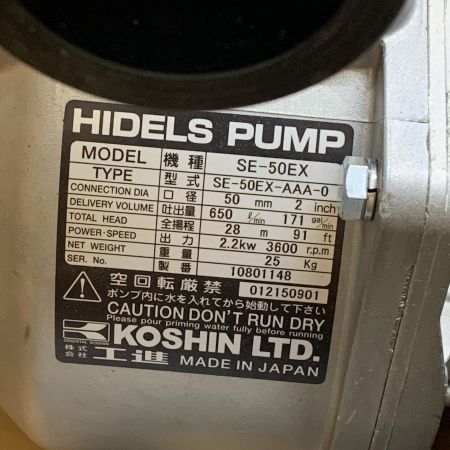 HIDELS PUMP
MODEL 機種 SE-50EX
TYPE 型式 SE-50EX-AAA-0
CONNECTION DIA 口径 50 mm 2 inch
DELIVERY VOLUME 吐出量 650 ℓ/min 171 gal/min
TOTAL HEAD 全揚程 28 m 91 ft
POWER·SPEED 出力 2.2kw 3600 r.p.m
NET WEIGHT 重量 25 Kg
SER. No. 製番 10801148
空回転厳禁 012150901
ポンプ内に水を入れてから始動して下さい
CAUTION DON'T RUN DRY
Please pour priming water fully before running
ORIENTAL KOSHIN KOSHIN LTD.
株式会社 工進 MADE IN JAPAN